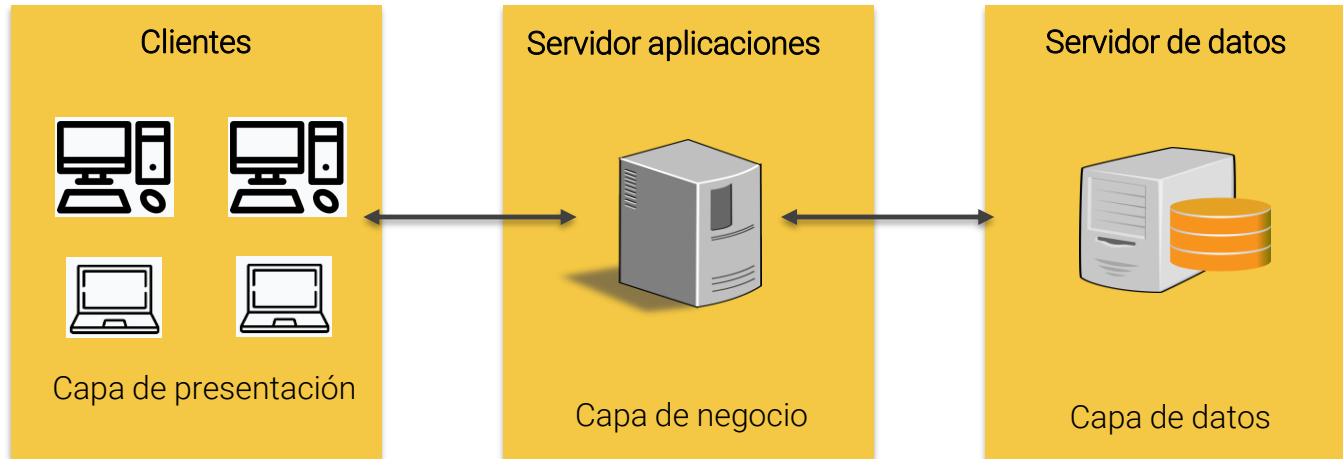 Clientes
Servidor aplicaciones
Servidor de datos
Capa de presentación
Capa de negocio
Capa de datos